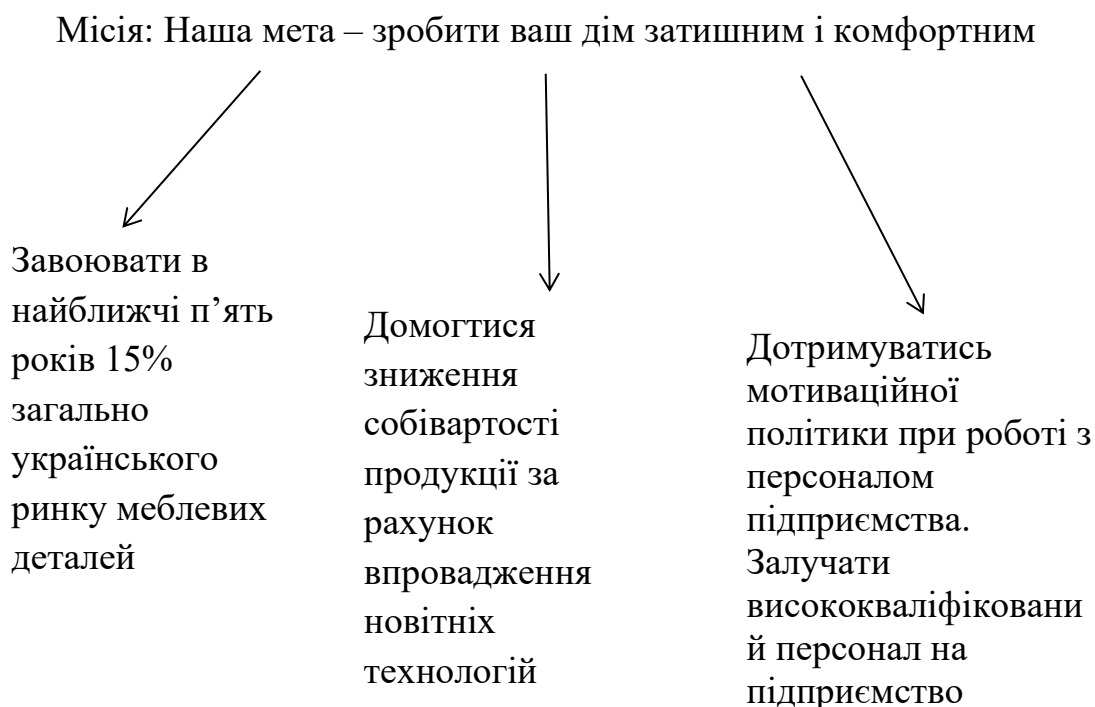 Місія: Наша мета – зробити ваш дім затишним і комфортним
Завоювати в
найближчі п’ять
років 15%
загально
українського
ринку меблевих
деталей
Домогтися
зниження
собівартості
продукції за
рахунок
впровадження
новітніх
технологій
Дотримуватись
мотиваційної
політики при роботі з
персоналом
підприємства.
Залучати
висококваліфіковани
й персонал на
підприємство